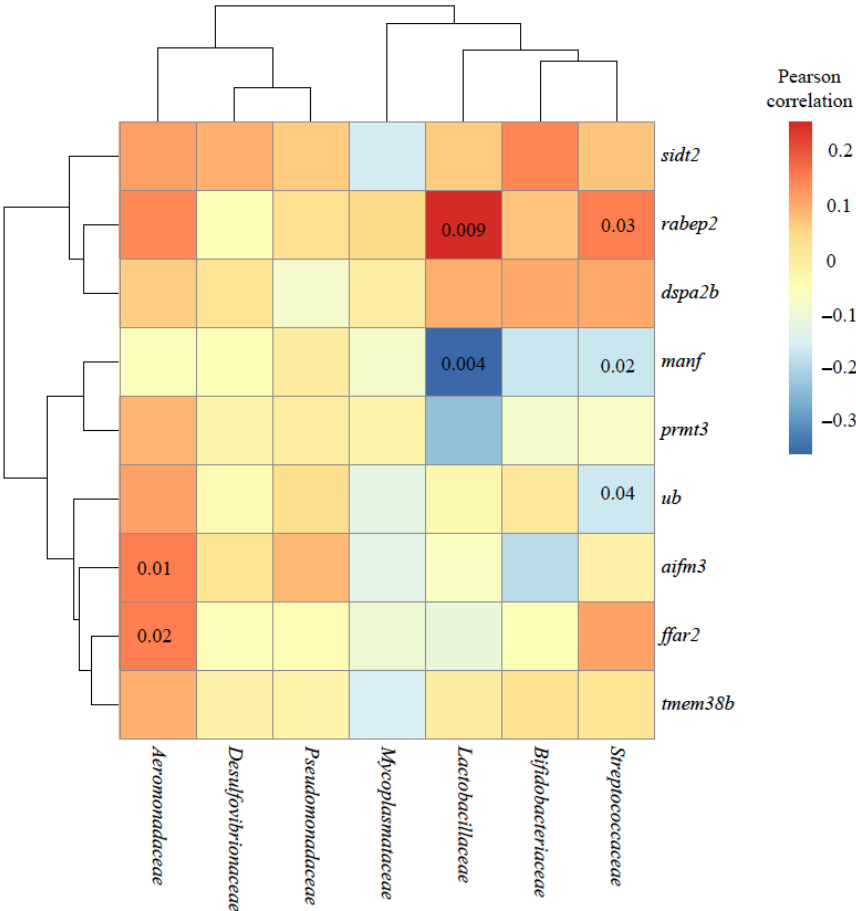 Pearson
correlation
0.2
0.1
0
−0.1
−0.2
−0.3
sidt2
0.009 0.03 rabep2
dspa2b
0.004 0.02 manf
prmt3
0.04 ub
0.01 aifm3
0.02 ffar2
tmem38b
Aeromonadaceae
Desulfovibrionaceae
Pseudomonadaceae
Mycoplasmataceae
Lactobacillaceae
Bifidobacteriaceae
Streptococcaceae